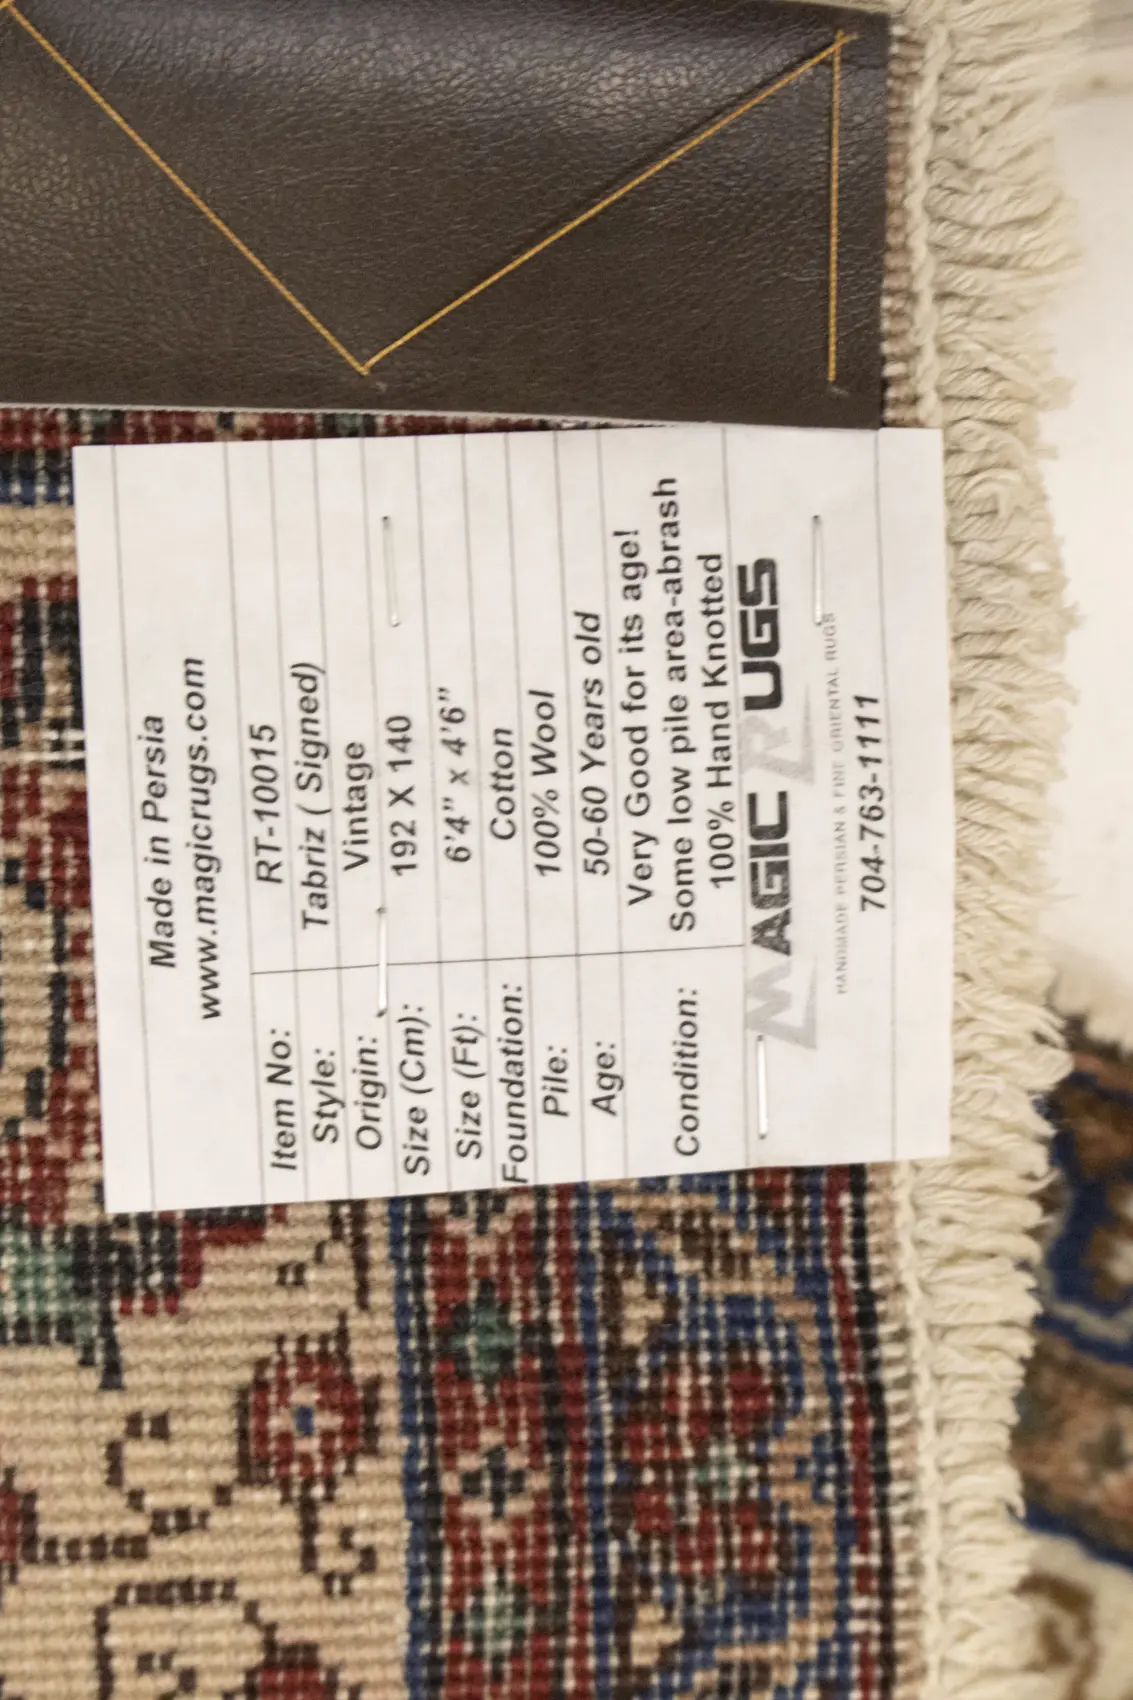 Made in Persia
www.magicrugs.com
Item No: RT-10015
Style: Tabriz ( Signed)
Origin: Vintage
Size (Cm): 192 X 140
Size (Ft): 6'4” x 4'6”
Foundation: Cotton
Pile: 100% Wool
Age: 50-60 Years old
Condition: Very Good for its age!
Some low pile area-abrash
100% Hand Knotted
MAGIC RUGS
HANDMADE PERSIAN & FINE ORIENTAL RUGS
704-763-1111